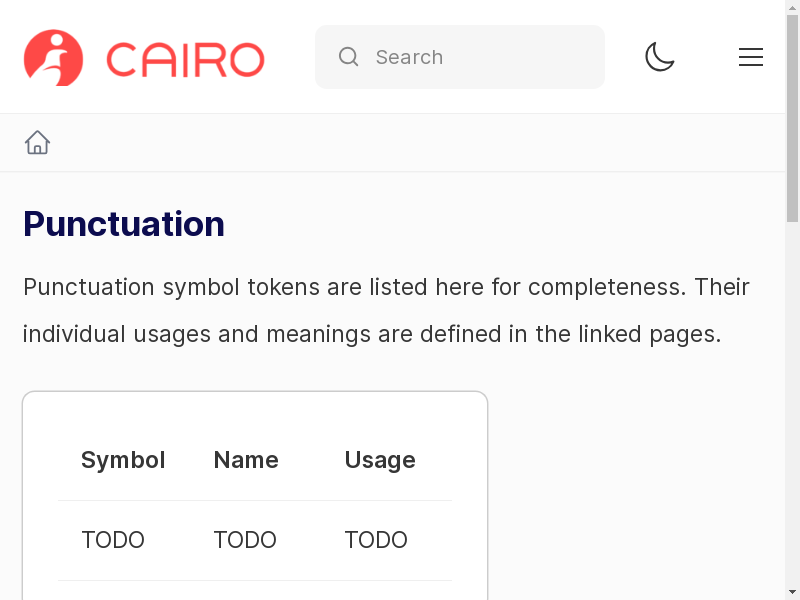 CAIRO
Search
Punctuation
Punctuation symbol tokens are listed here for completeness. Their
individual usages and meanings are defined in the linked pages.
Symbol Name Usage
TODO TODO TODO